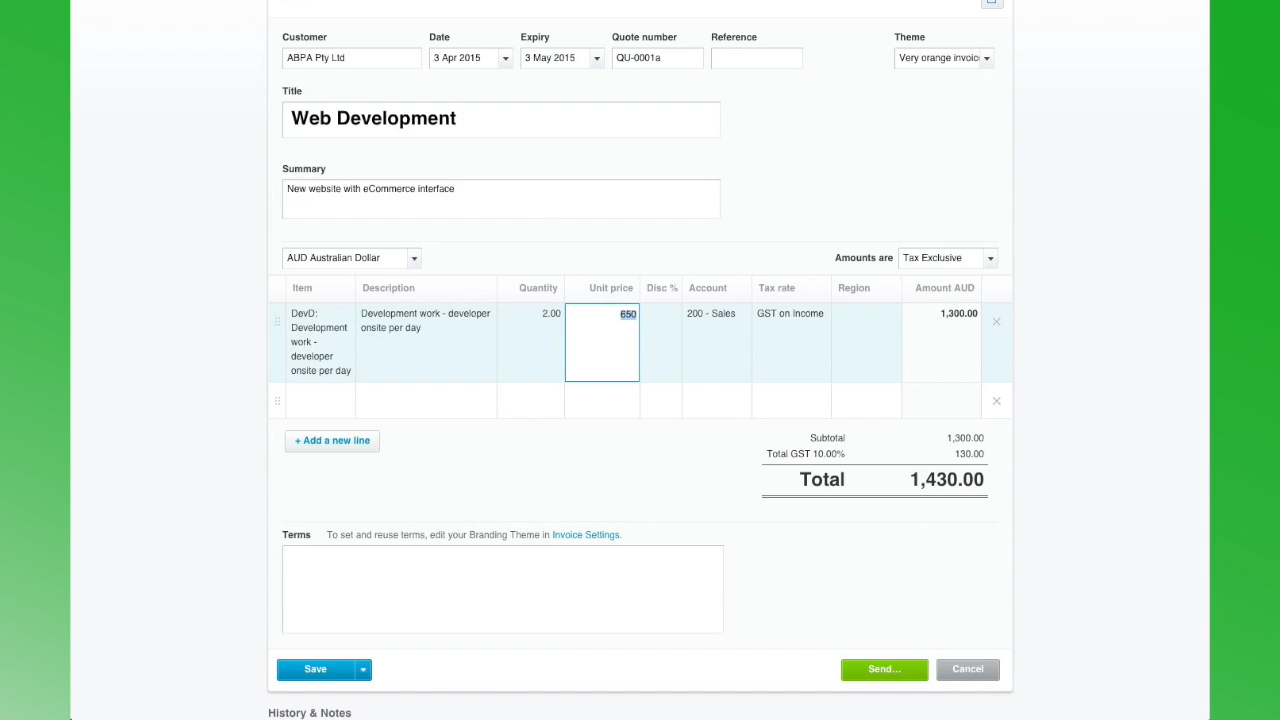 Customer Date Expiry Quote number Reference Theme
ABPA Pty Ltd 3 Apr 2015 3 May 2015 QU-0001a Very orange invoic
Title
Web Development
Summary
New website with eCommerce interface
AUD Australian Dollar Amounts are Tax Exclusive
Item Description Quantity Unit price Disc % Account Tax rate Region Amount AUD
DevD: Development work - developer 2.00 650 200 - Sales GST on Income 1,300.00
Development onsite per day
work -
developer
onsite per day
+ Add a new line
Subtotal 1,300.00
Total GST 10.00% 130.00
Total 1,430.00
Terms To set and reuse terms, edit your Branding Theme in Invoice Settings.
Save Send... Cancel
History & Notes